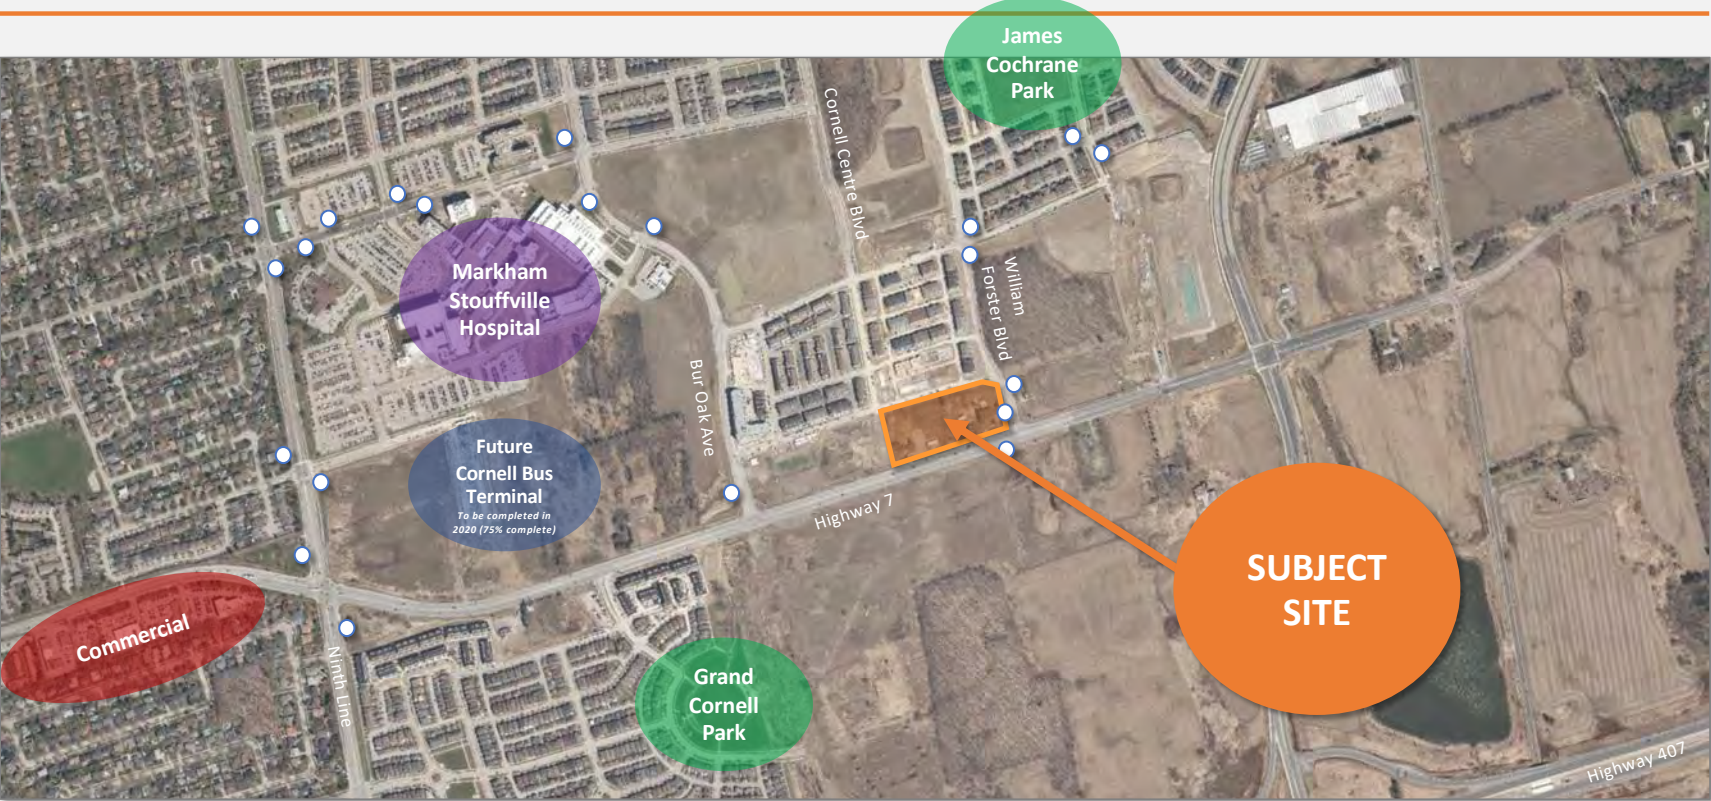 James
Cochrane
Park
Cornell Centre Blvd
Markham
Stouffville
Hospital
William
Forster Blvd
Bur Oak Ave
Future
Cornell Bus
Terminal
To be completed in
2020 (75% complete)
Highway 7
SUBJECT
SITE
Commercial
Ninth Line
Grand
Cornell
Park
Highway 407